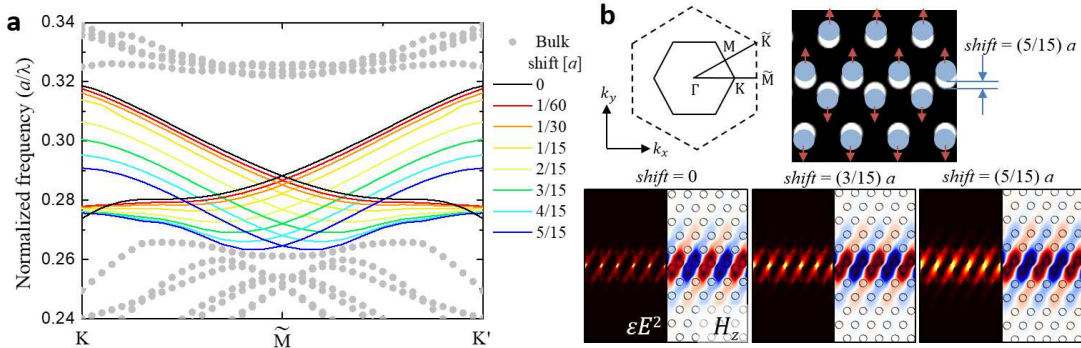 a
0.34
0.32
0.30
0.28
0.26
0.24
Normalized frequency (a/λ)
K
M̃
K'
Bulk
shift [a]
0
1/60
1/30
1/15
2/15
3/15
4/15
5/15
b
k_y
k_x
Γ
M
K
K̃
M̃
shift = (5/15) a
shift = 0
shift = (3/15) a
shift = (5/15) a
εE²
H_z